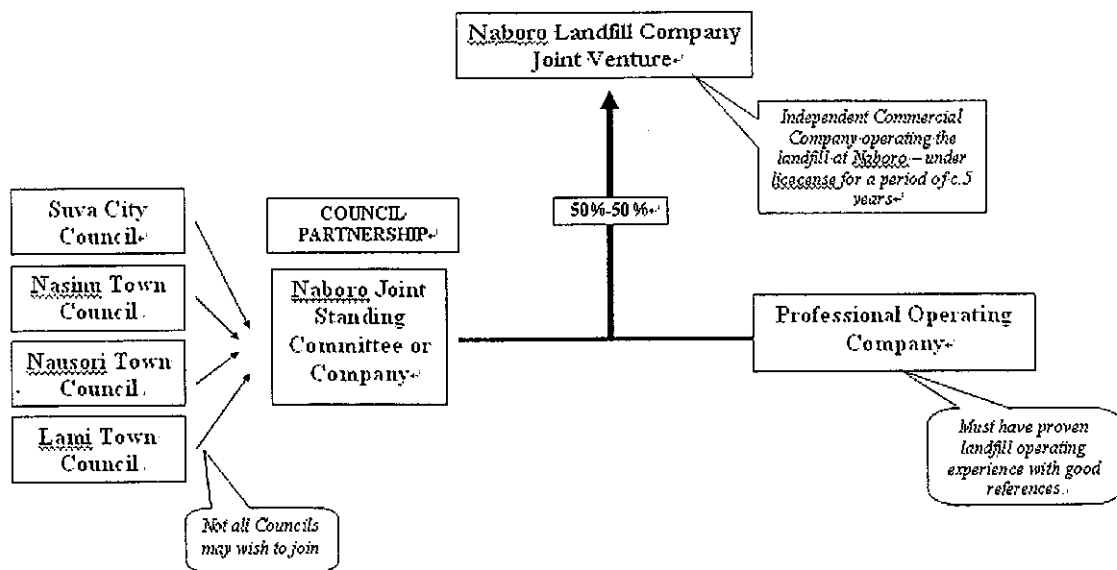 Naboro Landfill Company
Joint Venture
Independent Commercial
Company operating the
landfill at Naboro – under
licecense for a period of c.5
years
50%-50%
Suva City
Council
Nasinu Town
Council
Nausori Town
Council
Lami Town
Council
Not all Councils
may wish to join
COUNCIL
PARTNERSHIP
Naboro Joint
Standing
Committee or
Company
Professional Operating
Company
Must have proven
landfill operating
experience with good
references.